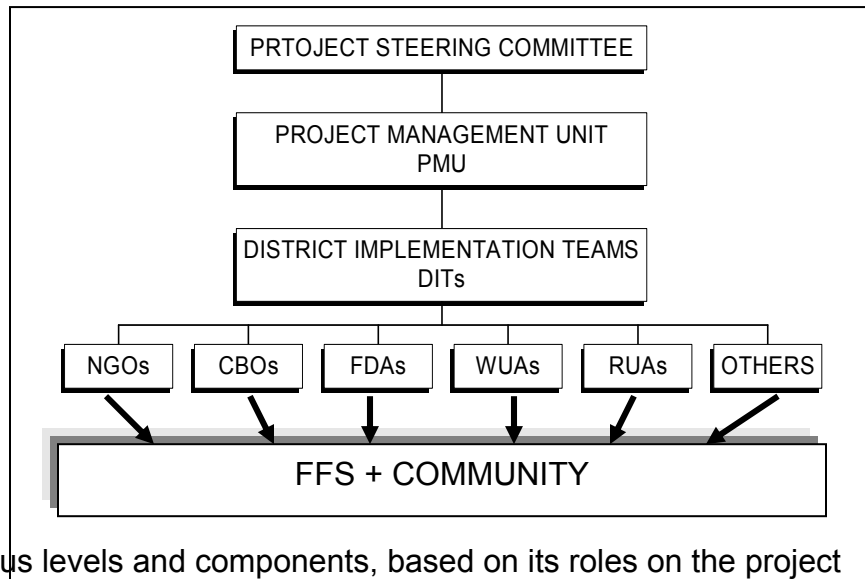 PRTOJECT STEERING COMMITTEE
PROJECT MANAGEMENT UNIT
PMU
DISTRICT IMPLEMENTATION TEAMS
DITs
NGOs CBOs FDAs WUAs RUAs OTHERS
FFS + COMMUNITY
us levels and components, based on its roles on the project